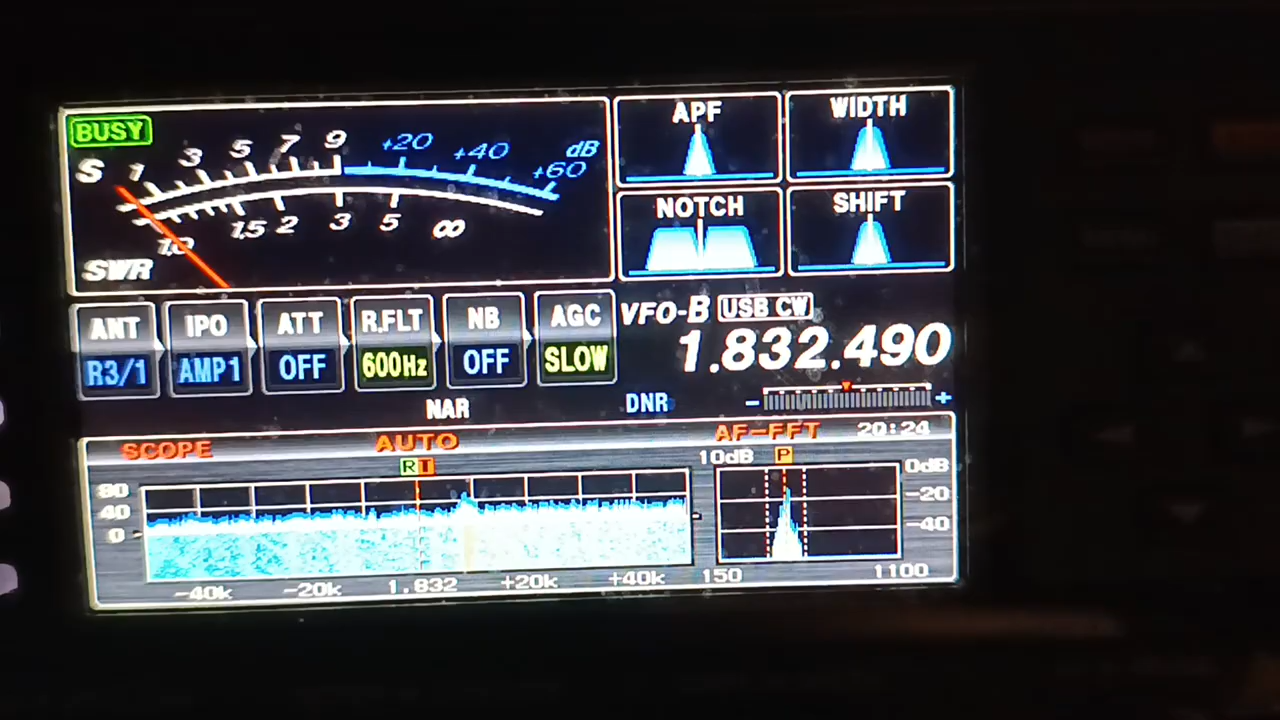 BUSY
S 1 3 5 7 9 +20 +40 +60 dB
1.0 1.5 2 3 5 ∞
SWR
APF
WIDTH
NOTCH
SHIFT
ANT
R3/1
IPO
AMP1
ATT
OFF
R.FLT
600Hz
NB
OFF
AGC
SLOW
VFO-B USB CW
1.832.490
NAR
DNR
- +
SCOPE
AUTO
R T
80
40
0
-40k -20k 1.832 +20k +40k
AF-FFT 20:24
10dB P 0dB
-20
-40
150 1100